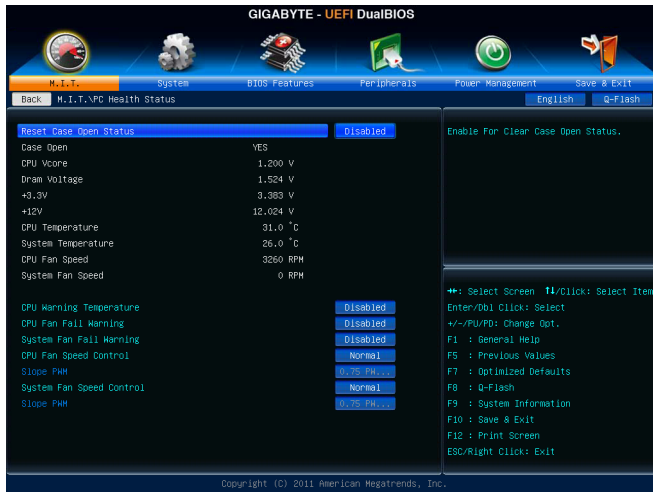 GIGABYTE - UEFI DualBIOS
M.I.T. System BIOS Features Peripherals Power Management Save & Exit
Back M.I.T.\PC Health Status English Q-Flash
Reset Case Open Status Disabled
Case Open YES
CPU Vcore 1.200 V
Dram Voltage 1.524 V
+3.3V 3.383 V
+12V 12.024 V
CPU Temperature 31.0 °C
System Temperature 26.0 °C
CPU Fan Speed 3260 RPM
System Fan Speed 0 RPM
CPU Warning Temperature Disabled
CPU Fan Fail Warning Disabled
System Fan Fail Warning Disabled
CPU Fan Speed Control Normal
Slope PWM 0.75 PW...
System Fan Speed Control Normal
Slope PWM 0.75 PW...
Enable For Clear Case Open Status.
→←: Select Screen ↑↓/Click: Select Item
Enter/Dbl Click: Select
+/-/PU/PD: Change Opt.
F1 : General Help
F5 : Previous Values
F7 : Optimized Defaults
F8 : Q-Flash
F9 : System Information
F10 : Save & Exit
F12 : Print Screen
ESC/Right Click: Exit
Copyright (C) 2011 American Megatrends, Inc.